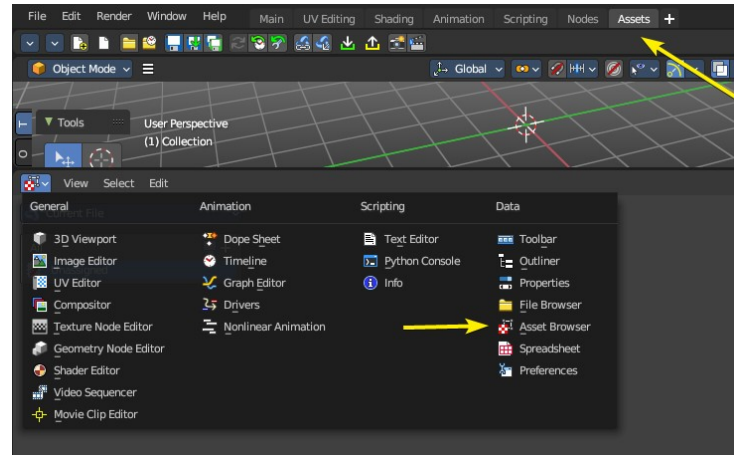 File Edit Render Window Help Main UV Editing Shading Animation Scripting Nodes Assets +
Object Mode Global
Tools
User Perspective
(1) Collection
View Select Edit
General Animation Scripting Data
Current File
3D Viewport Dope Sheet Text Editor Toolbar
Image Editor Timeline Python Console Outliner
UV Editor Graph Editor Info Properties
Compositor Drivers File Browser
Texture Node Editor Nonlinear Animation Asset Browser
Geometry Node Editor Spreadsheet
Shader Editor Preferences
Video Sequencer
Movie Clip Editor